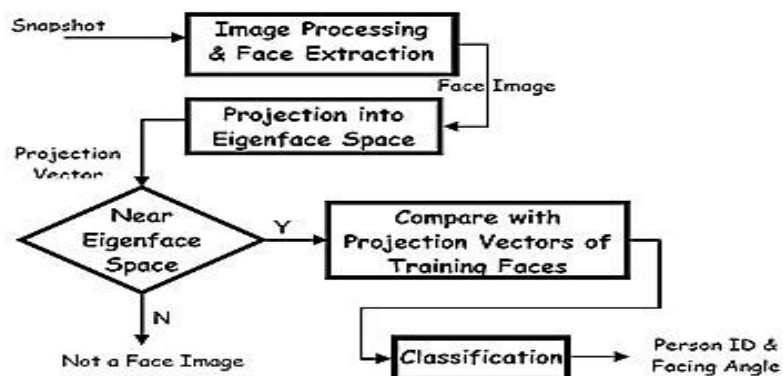 Snapshot
Image Processing
& Face Extraction
Face Image
Projection into
Eigenface Space
Projection
Vector
Near
Eigenface
Space
Y
Compare with
Projection Vectors of
Training Faces
N
Not a Face Image
Classification
Person ID &
Facing Angle